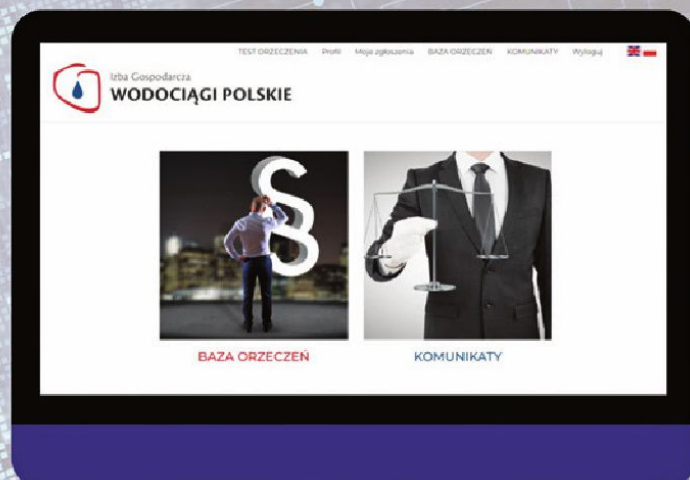 TEST ORZECZENIA Profil Moje zgłoszenia BAZA ORZECZEŃ KOMUNIKATY Wyloguj
Izba Gospodarcza
WODOCIĄGI POLSKIE
§
BAZA ORZECZEŃ
KOMUNIKATY